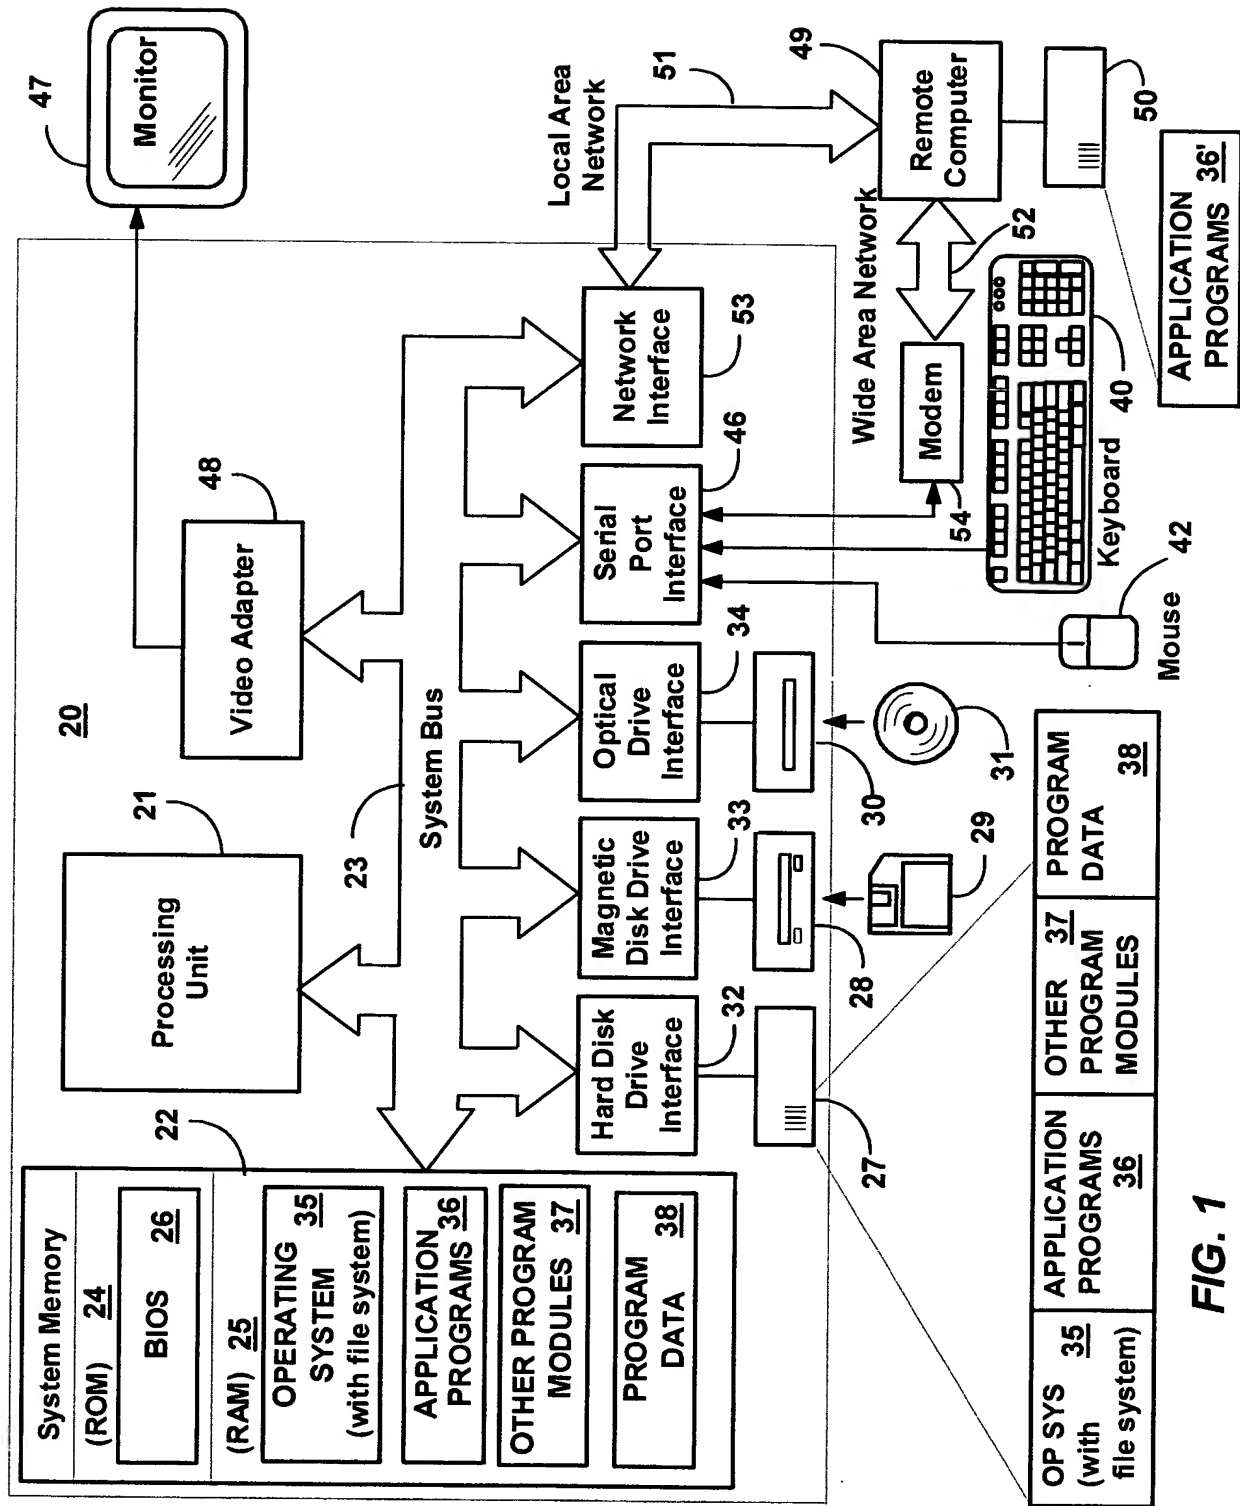 System Memory
(ROM) 24
BIOS 26
(RAM) 25
OPERATING 35
SYSTEM
(with file system)
APPLICATION
PROGRAMS 36
OTHER PROGRAM
MODULES 37
PROGRAM
DATA 38
22
Processing
Unit
21
20
Video Adapter
48
47
Monitor
23
System Bus
Hard Disk
Drive
Interface
32
Magnetic
Disk Drive
Interface
33
Optical
Drive
Interface
34
Serial
Port
Interface
46
Network
Interface
53
Local Area
Network
51
27
28
29
30
31
Mouse
42
Keyboard
40
Modem
54
Wide Area Network
52
Remote
Computer
49
50
APPLICATION
PROGRAMS 36'
OP SYS 35
(with
file system)
APPLICATION
PROGRAMS
36
OTHER 37
PROGRAM
MODULES
PROGRAM
DATA
38
FIG. 1